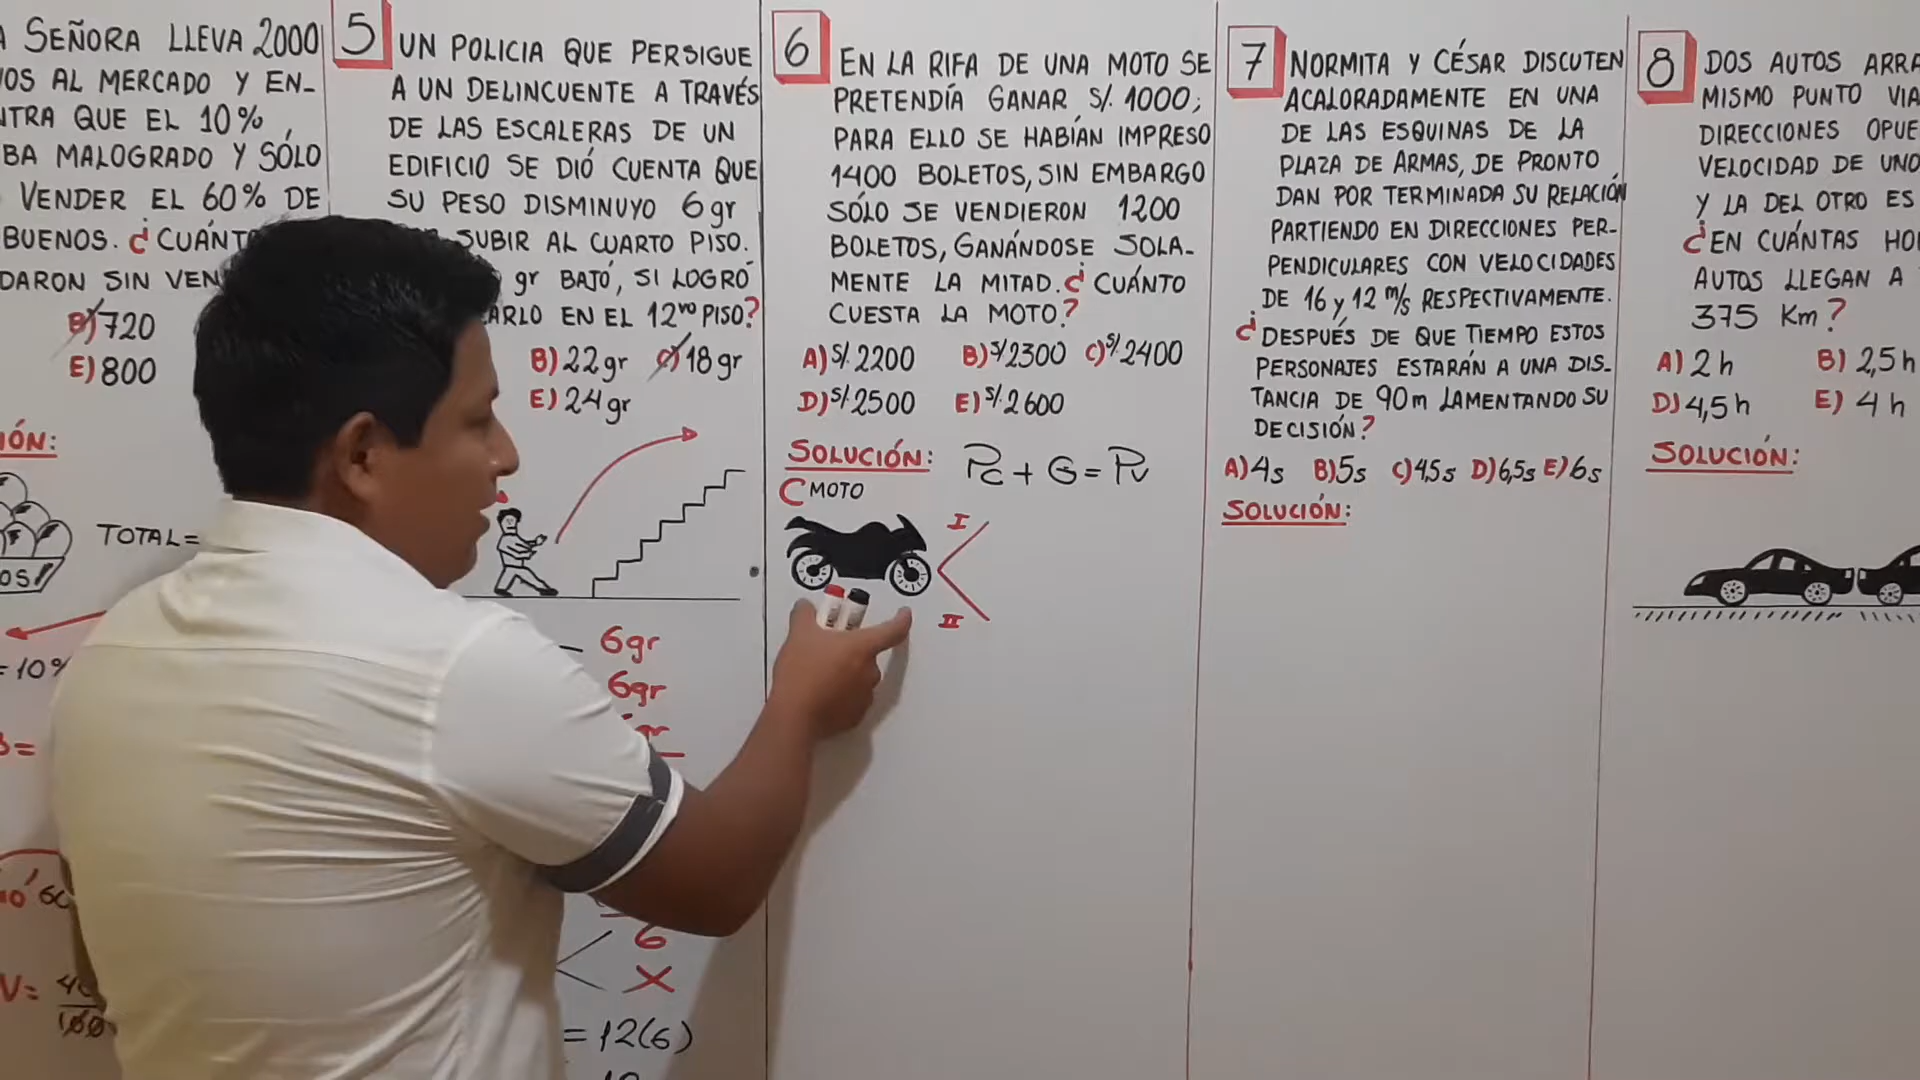 SEÑORA LLEVA 2000
AL MERCADO Y EN-
QUE EL 10%
MALOGRADO Y SÓLO
VENDER EL 60% DE
BUENOS. ¿CUÁNT
DARON SIN VEN
B) 720
E) 800
IÓN:
TOTAL=
=10%
V=
5
UN POLICIA QUE PERSIGUE
A UN DELINCUENTE A TRAVÉS
DE LAS ESCALERAS DE UN
EDIFICIO SE DIÓ CUENTA QUE
SU PESO DISMINUYO 6 gr
SUBIR AL CUARTO PISO.
gr BAJÓ, SI LOGRÓ
ARLO EN EL 12vo PISO?
B) 22 gr C) 18 gr
E) 24 gr
6gr
6gr
gr
6
X
=12(6)
6
EN LA RIFA DE UNA MOTO SE
PRETENDÍA GANAR S/. 1000;
PARA ELLO SE HABÍAN IMPRESO
1400 BOLETOS, SIN EMBARGO
SÓLO SE VENDIERON 1200
BOLETOS, GANÁNDOSE SOLA-
MENTE LA MITAD. ¿CUÁNTO
CUESTA LA MOTO?
A) S/. 2200 B) S/ 2300 C) S/. 2400
D) S/. 2500 E) S/. 2600
SOLUCIÓN: Pc + G = Pv
C MOTO
I
II
7
NORMITA Y CÉSAR DISCUTEN
ACALORADAMENTE EN UNA
DE LAS ESQUINAS DE LA
PLAZA DE ARMAS, DE PRONTO
DAN POR TERMINADA SU RELACIÓN
PARTIENDO EN DIRECCIONES PER-
PENDICULARES CON VELOCIDADES
DE 16 y 12 m/s RESPECTIVAMENTE.
¿DESPUÉS DE QUE TIEMPO ESTOS
PERSONAJES ESTARÁN A UNA DIS-
TANCIA DE 90m LAMENTANDO SU
DECISIÓN?
A) 4s B) 5s C) 4,5s D) 6,5s E) 6s
SOLUCIÓN:
8
DOS AUTOS ARRA
MISMO PUNTO VIA
DIRECCIONES OPUE
VELOCIDAD DE UNO
Y LA DEL OTRO ES
¿EN CUÁNTAS HO
AUTOS LLEGAN A
375 Km?
A) 2 h B) 2,5 h
D) 4,5 h E) 4 h
SOLUCIÓN: